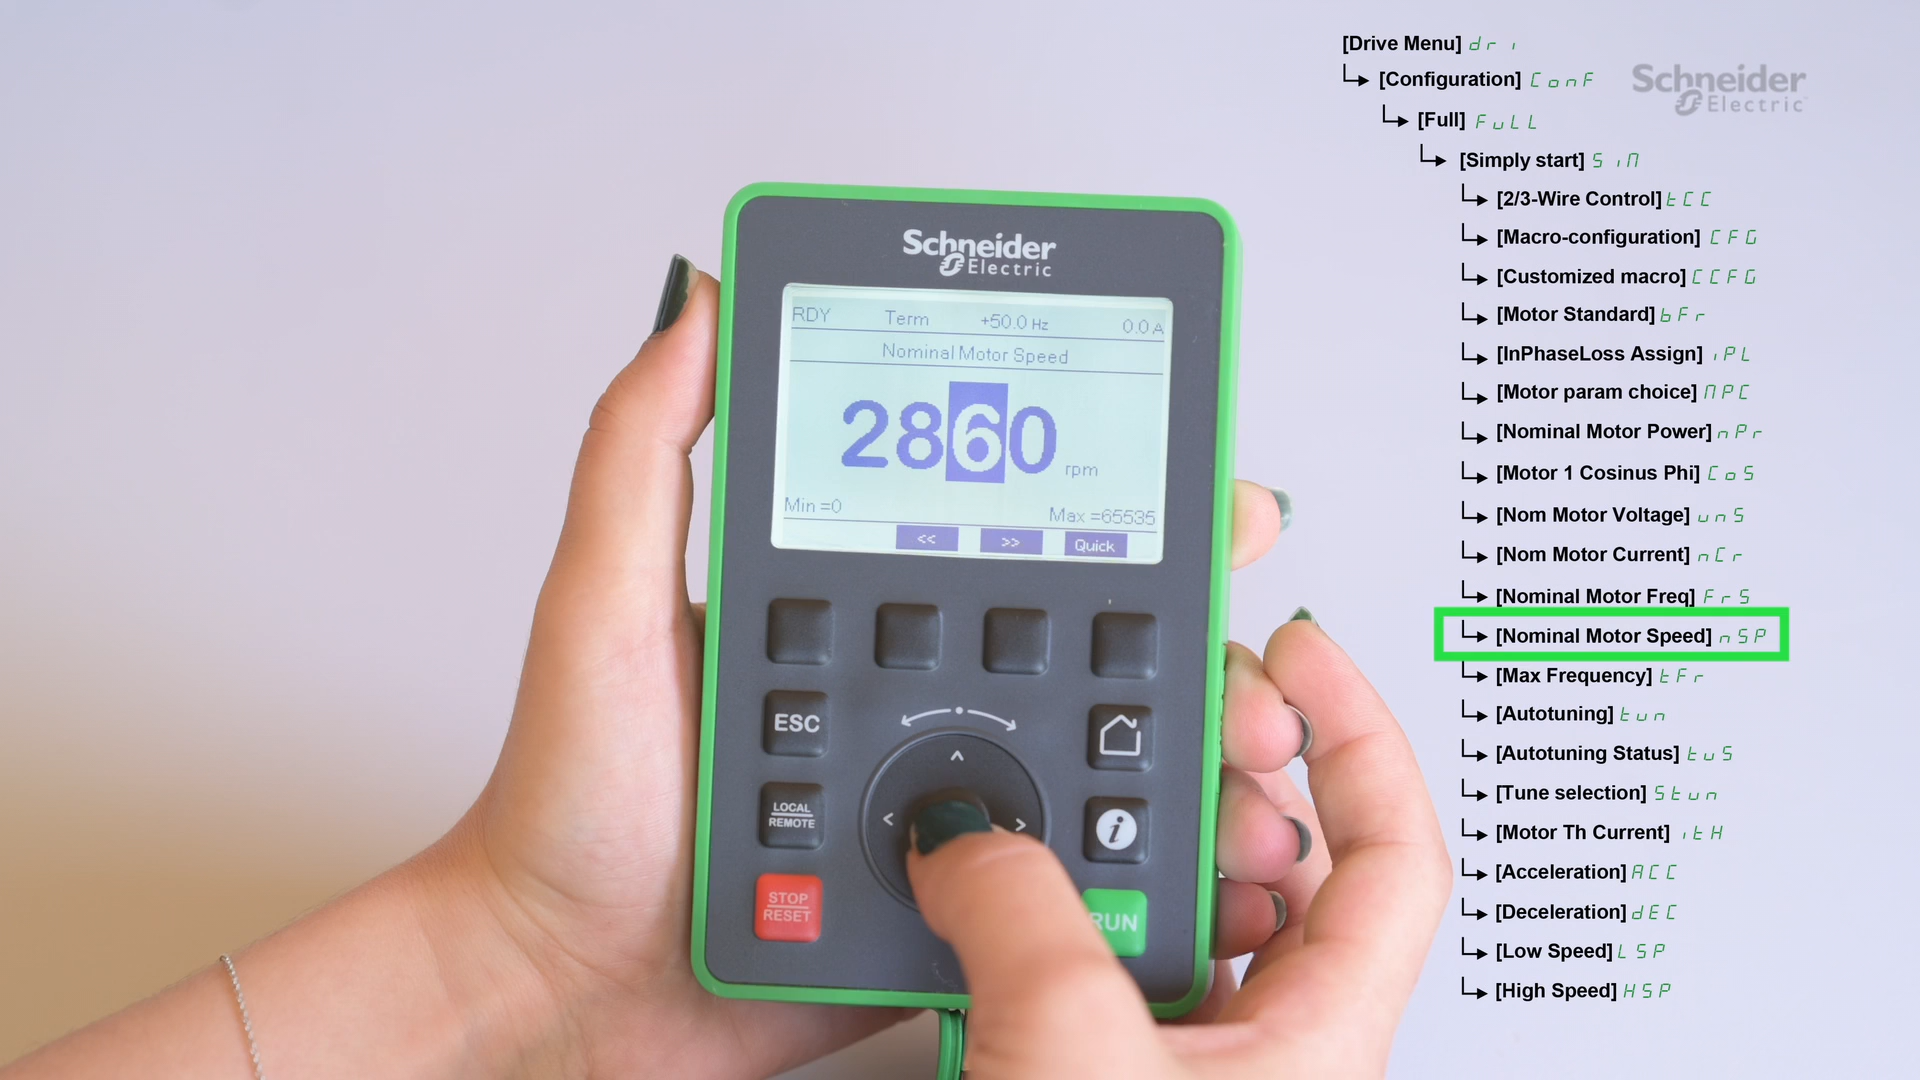 Schneider
Electric
RDY Term +50.0 Hz 0.0 A
Nominal Motor Speed
2860 rpm
Min =0 Max =65535
<< >> Quick
ESC
LOCAL
REMOTE
STOP
RESET
RUN
i
[Drive Menu] dri
[Configuration] ConF
[Full] FuLL
[Simply start] SiM
[2/3-Wire Control] tCC
[Macro-configuration] CFG
[Customized macro] CCFG
[Motor Standard] bFr
[InPhaseLoss Assign] iPL
[Motor param choice] MPC
[Nominal Motor Power] nPr
[Motor 1 Cosinus Phi] CoS
[Nom Motor Voltage] unS
[Nom Motor Current] nCr
[Nominal Motor Freq] FrS
[Nominal Motor Speed] nSP
[Max Frequency] tFr
[Autotuning] tun
[Autotuning Status] tuS
[Tune selection] Stun
[Motor Th Current] itH
[Acceleration] ACC
[Deceleration] dEC
[Low Speed] LSP
[High Speed] HSP
Schneider
Electric